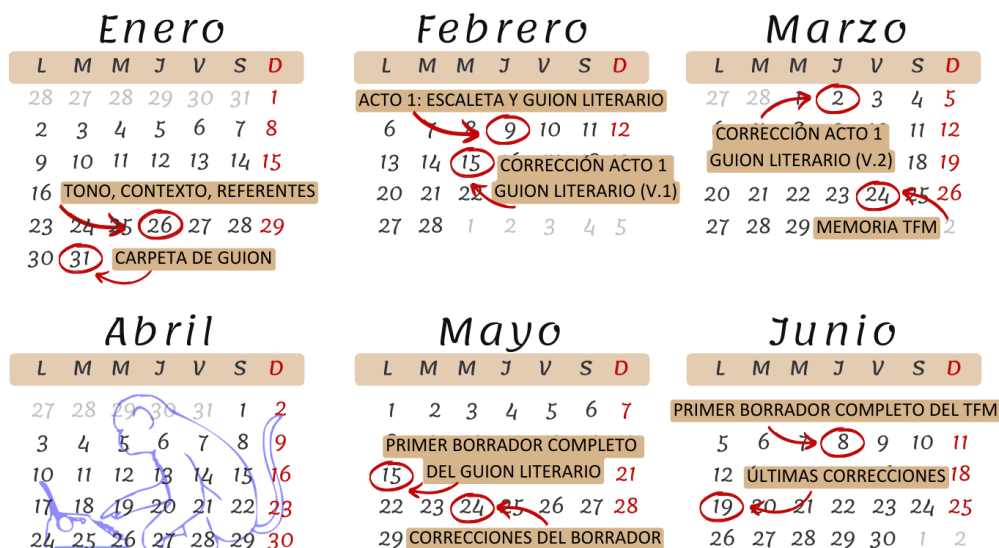 Enero
L M M J V S D
28 27 28 29 30 31 1
2 3 4 5 6 7 8
9 10 11 12 13 14 15
16 TONO, CONTEXTO, REFERENTES
23 24 25 26 27 28 29
30 31 CARPETA DE GUION
Febrero
L M M J V S D
ACTO 1: ESCALETA Y GUION LITERARIO
6 7 8 9 10 11 12
13 14 15 CORRECCIÓN ACTO 1
20 21 22 GUION LITERARIO (V.1)
27 28 1 2 3 4 5
Marzo
L M M J V S D
27 28 1 2 3 4 5
CORRECCIÓN ACTO 1 11 12
GUION LITERARIO (V.2) 18 19
20 21 22 23 24 25 26
27 28 29 MEMORIA TFM 2
Abril
L M M J V S D
27 28 29 30 31 1 2
3 4 5 6 7 8 9
10 11 12 13 14 15 16
17 18 19 20 21 22 23
24 25 26 27 28 29 30
Mayo
L M M J V S D
1 2 3 4 5 6 7
PRIMER BORRADOR COMPLETO
15 DEL GUION LITERARIO 21
22 23 24 25 26 27 28
29 CORRECCIONES DEL BORRADOR
Junio
L M M J V S D
PRIMER BORRADOR COMPLETO DEL TFM
5 6 7 8 9 10 11
12 ÚLTIMAS CORRECCIONES 18
19 20 21 22 23 24 25
26 27 28 29 30 1 2